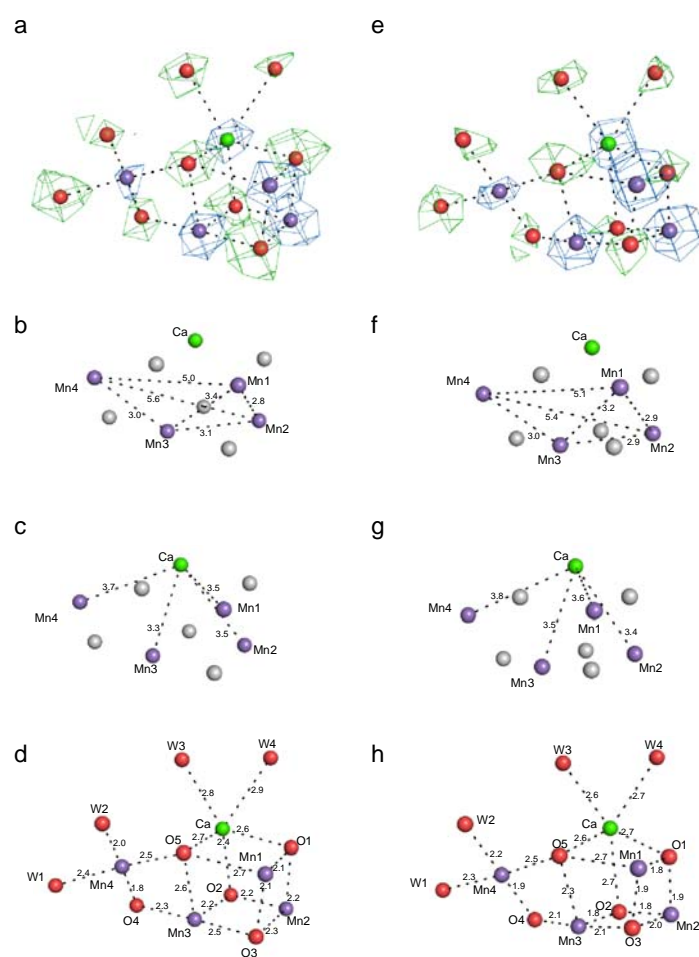 a
e
b
Ca
Mn4
5.0
Mn1
5.6
3.4
2.8
3.0
Mn2
Mn3
3.1
f
Ca
Mn4
5.1
Mn1
5.4
3.2
2.9
3.0
Mn2
Mn3
2.9
c
Ca
3.7
3.5
Mn4
Mn1
3.3
3.5
Mn2
Mn3
g
Ca
3.8
3.6
Mn4
Mn1
3.5
3.4
Mn2
Mn3
d
W3
W4
2.8
2.9
W2
Ca
2.7
2.6
2.4
O1
2.0
O5
2.5
Mn1
2.1
W1
2.4
Mn4
2.7
2.1
1.8
2.6
O2
2.2
2.2
O4
2.3
2.2
Mn2
Mn3
2.5
2.3
O3
h
W3
W4
2.6
2.7
W2
Ca
2.6
2.7
O1
2.2
O5
2.5
2.7
Mn1
1.8
W1
2.3
Mn4
2.7
1.9
1.9
2.3
O2
1.8
1.9
O4
2.1
1.8
Mn2
Mn3
2.1
2.0
O3